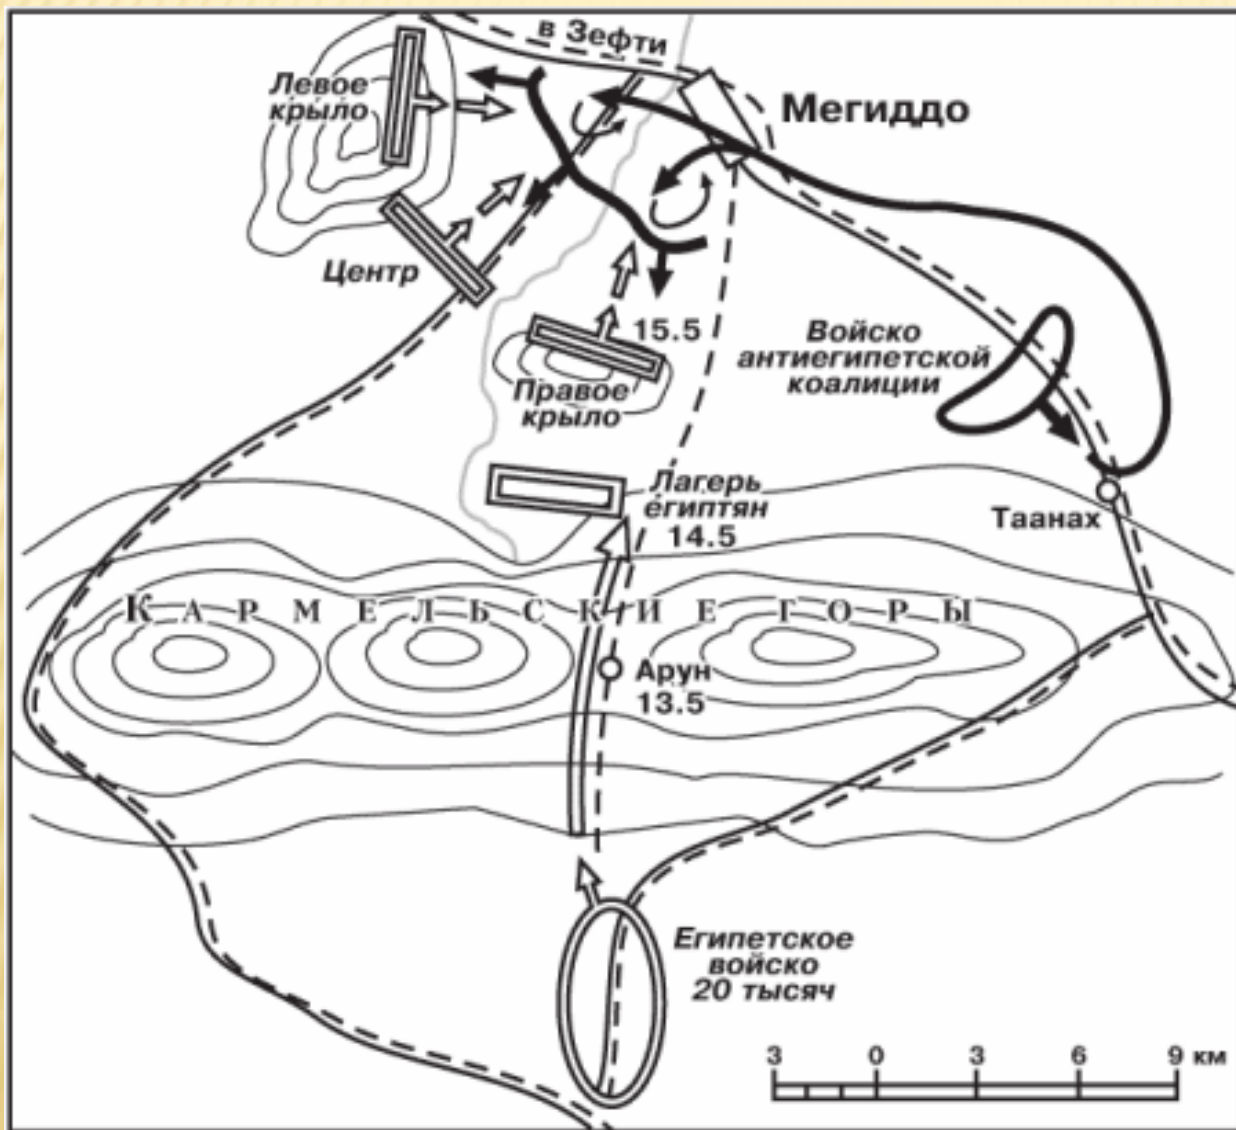 в Зефти
Левое
крыло
Мегиддо
Центр
15.5
Войско
антиегипетской
коалиции
Правое
крыло
Лагерь
египтян
14.5
Таанах
КАРМЕЛЬСКИЕ ГОРЫ
Арун
13.5
Египетское
войско
20 тысяч
3 0 3 6 9 км